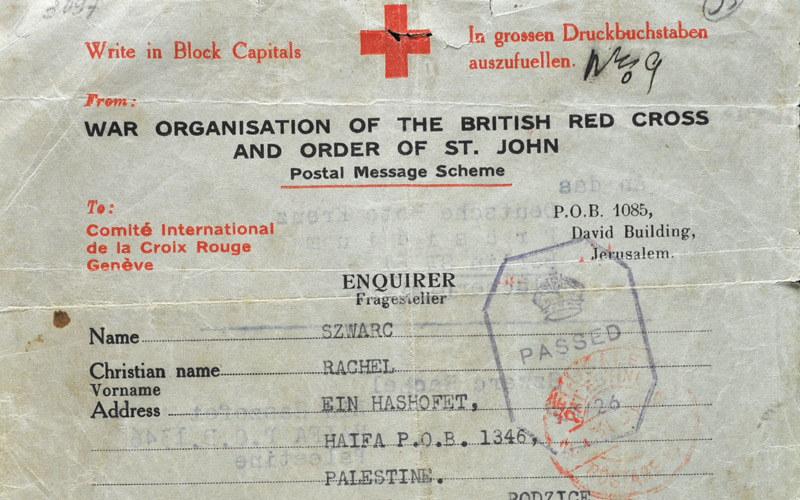 Write in Block Capitals
In grossen Druckbuchstaben
auszufuellen.
From:
WAR ORGANISATION OF THE BRITISH RED CROSS
AND ORDER OF ST. JOHN
Postal Message Scheme
To:
Comité International
de la Croix Rouge
Genève
P.O.B. 1085,
David Building,
Jerusalem.
ENQUIRER
Fragesteller
Name SZWARC
Christian name RACHEL
Vorname
Address EIN HASHOFET,
HAIFA P.O.B. 1346,
PALESTINE.
RODZICE
PASSED